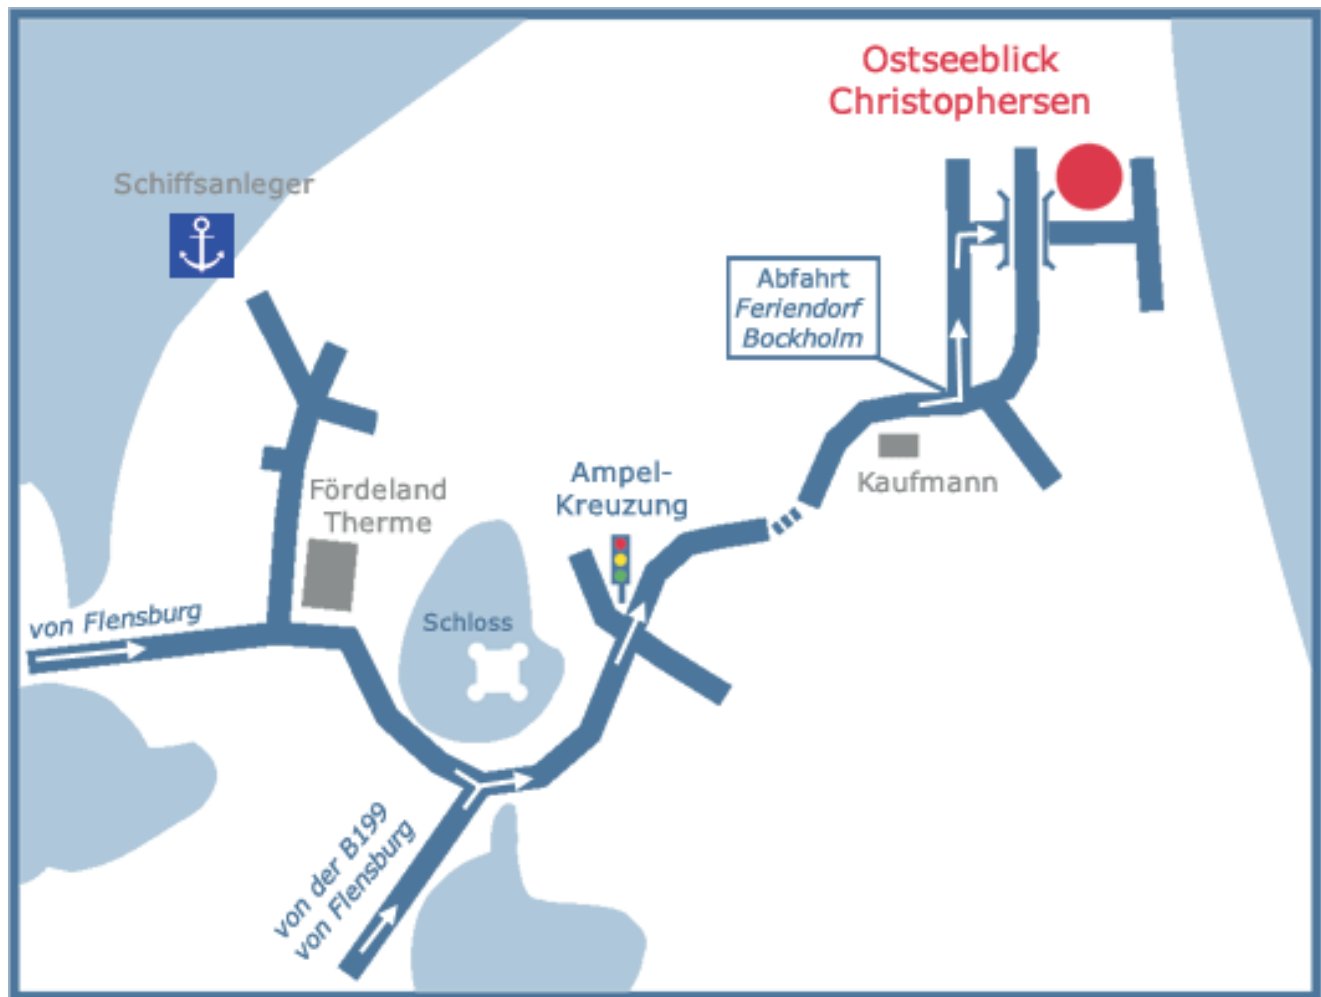 Ostseeblick
Christophersen
Schiffsanleger
Abfahrt
Feriendorf
Bockholm
Ampel-
Kreuzung
Kaufmann
Fördeland
Therme
von Flensburg
Schloss
von der B199
von Flensburg